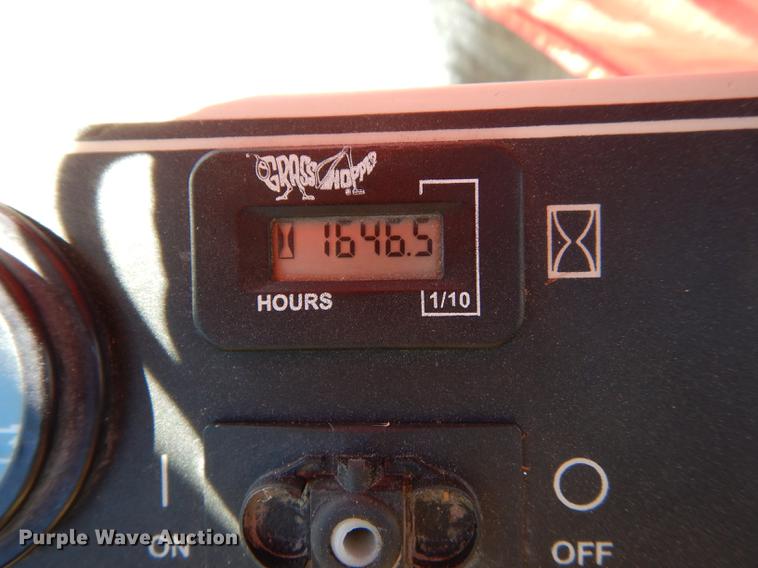 GRASSHOPPER
1646.5
HOURS
1/10
ON
OFF
Purple Wave Auction